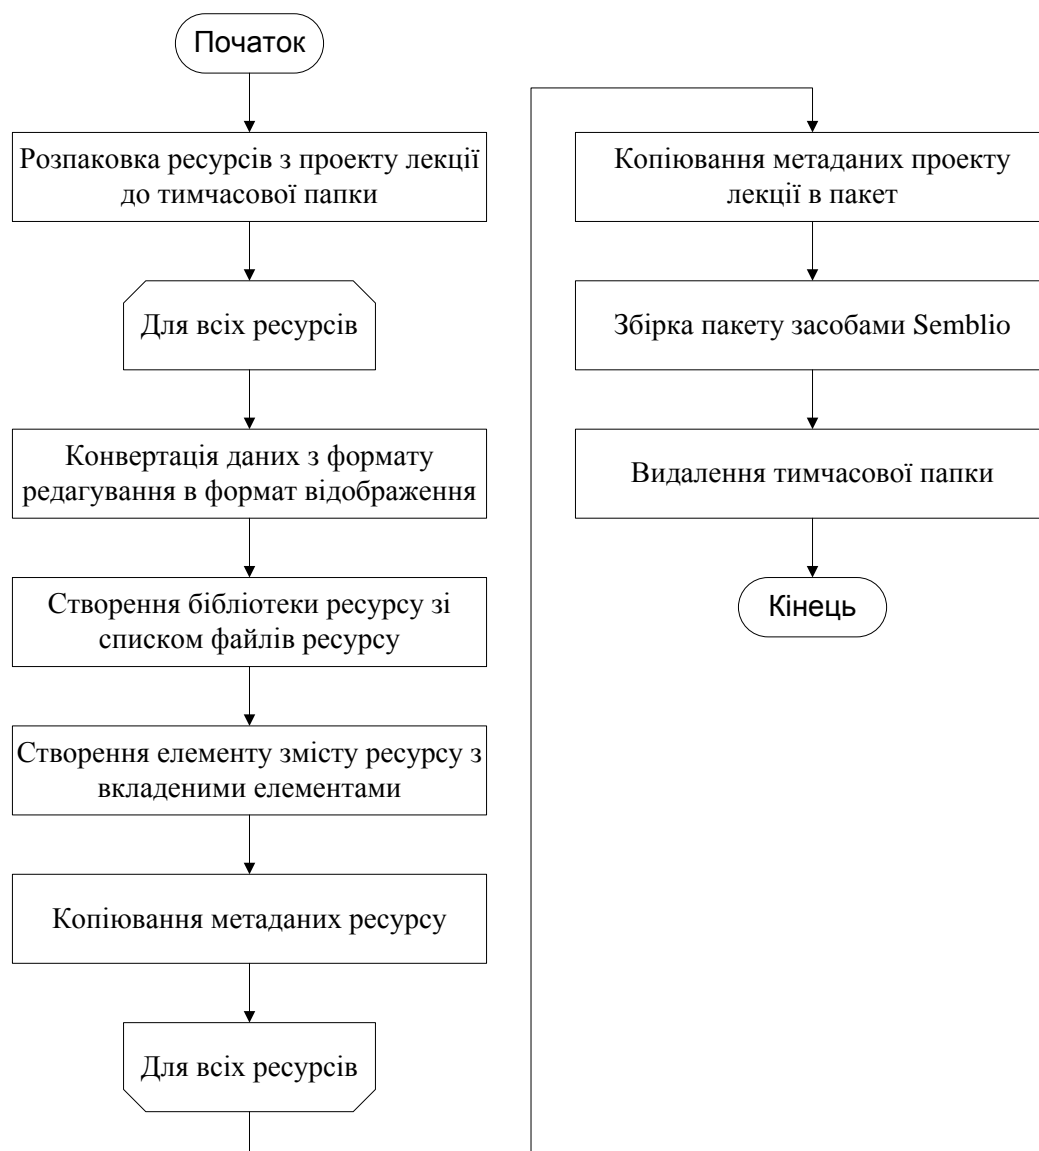 Початок
Розпаковка ресурсів з проекту лекції
до тимчасової папки
Для всіх ресурсів
Конвертація даних з формату
редагування в формат відображення
Створення бібліотеки ресурсу зі
списком файлів ресурсу
Створення елементу змісту ресурсу з
вкладеними елементами
Копіювання метаданих ресурсу
Для всіх ресурсів
Копіювання метаданих проекту
лекції в пакет
Збірка пакету засобами Semblio
Видалення тимчасової папки
Кінець